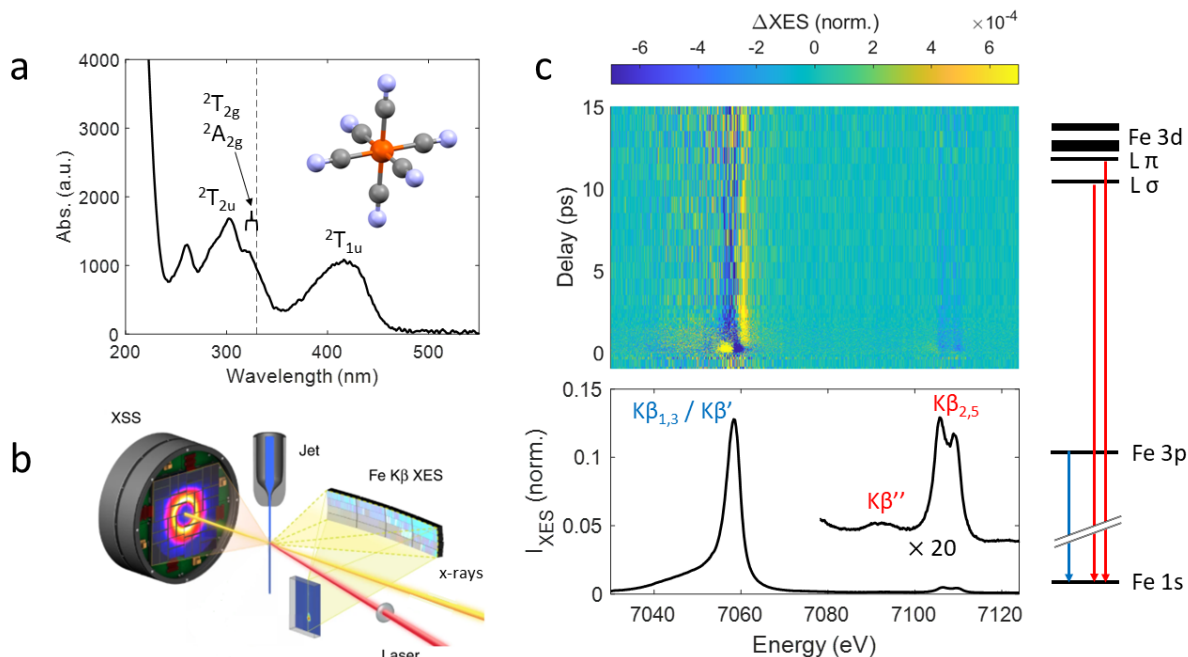 a
Abs. (a.u.)
4000
3000
2000
1000
0
200
300
400
500
Wavelength (nm)
²T₂g
²A₂g
²T₂u
²T₁u
b
XSS
Jet
Fe Kβ XES
x-rays
Laser
c
ΔXES (norm.)
×10⁻⁴
-6
-4
-2
0
2
4
6
Delay (ps)
15
10
5
0
I_XES (norm.)
0.15
0.1
0.05
0
Kβ₁,₃ / Kβ'
Kβ₂,₅
Kβ''
× 20
7040
7060
7080
7100
7120
Energy (eV)
Fe 3d
L π
L σ
Fe 3p
Fe 1s